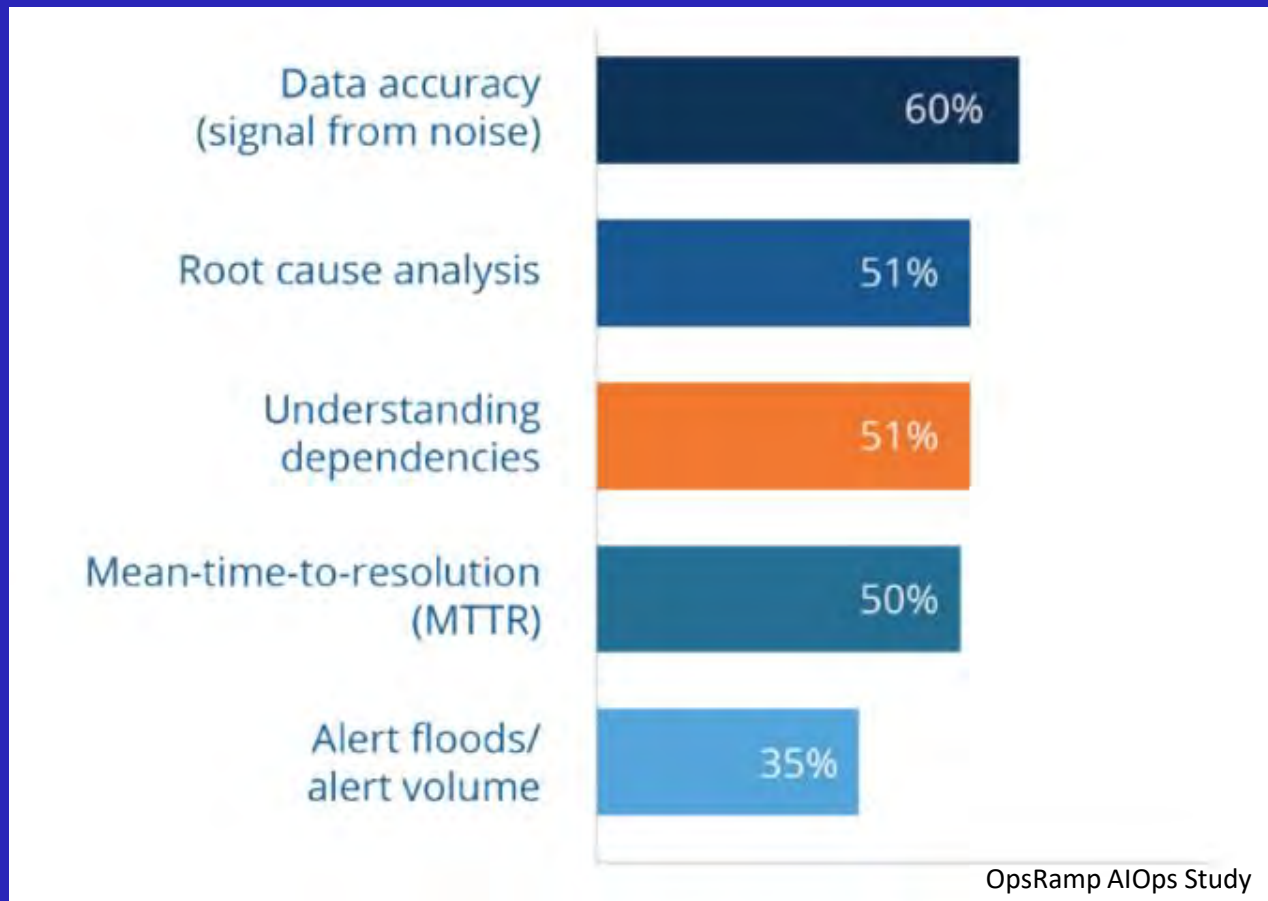 Data accuracy
(signal from noise)
60%
Root cause analysis
51%
Understanding
dependencies
51%
Mean-time-to-resolution
(MTTR)
50%
Alert floods/
alert volume
35%
OpsRamp AIOps Study